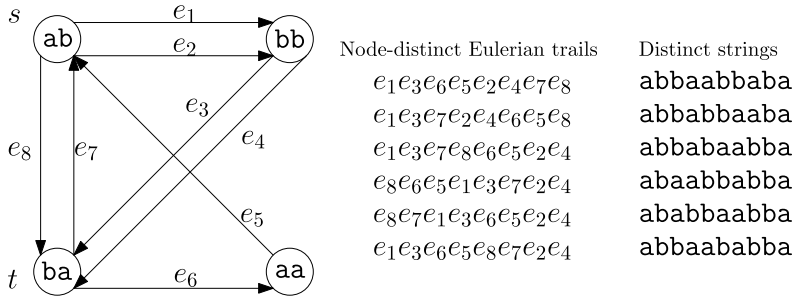 s
ab
e1
e2
bb
e3
e4
e8
e7
e5
t
ba
e6
aa
Node-distinct Eulerian trails Distinct strings
e1e3e6e5e2e4e7e8 abbaabbaba
e1e3e7e2e4e6e5e8 abbabbaaba
e1e3e7e8e6e5e2e4 abbabaabba
e8e6e5e1e3e7e2e4 abaabbabba
e8e7e1e3e6e5e2e4 ababbaabba
e1e3e6e5e8e7e2e4 abbaababba